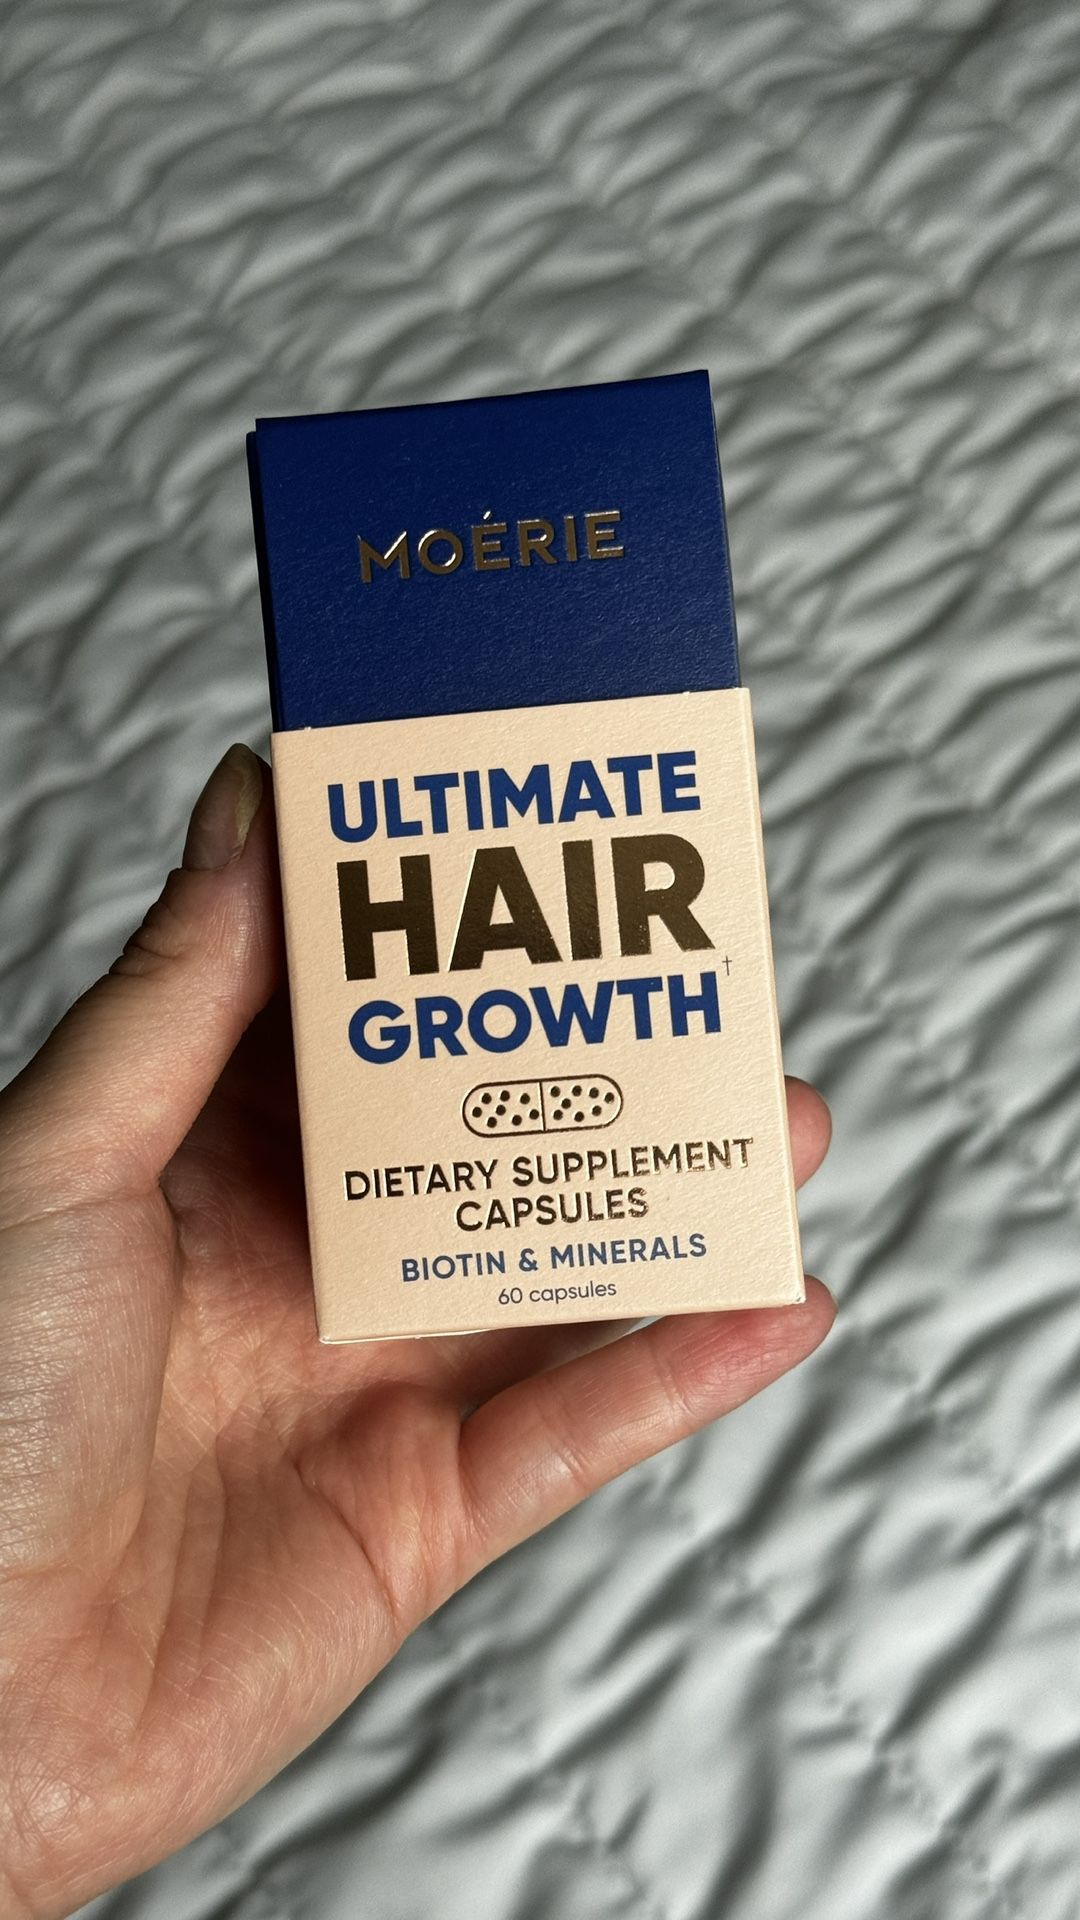 MOÉRIE
ULTIMATE
HAIR
GROWTH†
DIETARY SUPPLEMENT
CAPSULES
BIOTIN & MINERALS
60 capsules